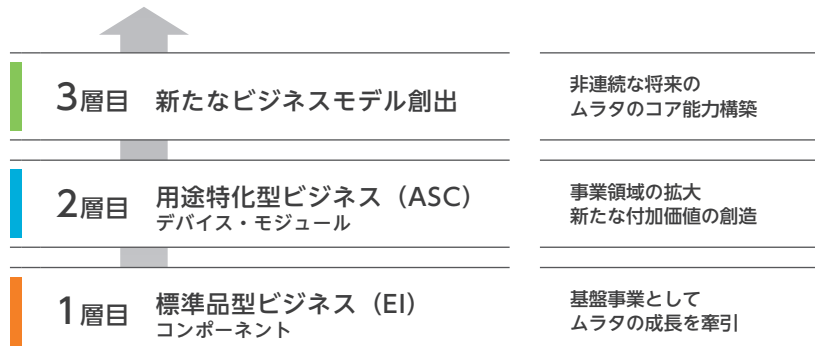 3層目 新たなビジネスモデル創出
非連続な将来の
ムラタのコア能力構築
2層目 用途特化型ビジネス（ASC）
デバイス・モジュール
事業領域の拡大
新たな付加価値の創造
1層目 標準品型ビジネス（EI）
コンポーネント
基盤事業として
ムラタの成長を牽引